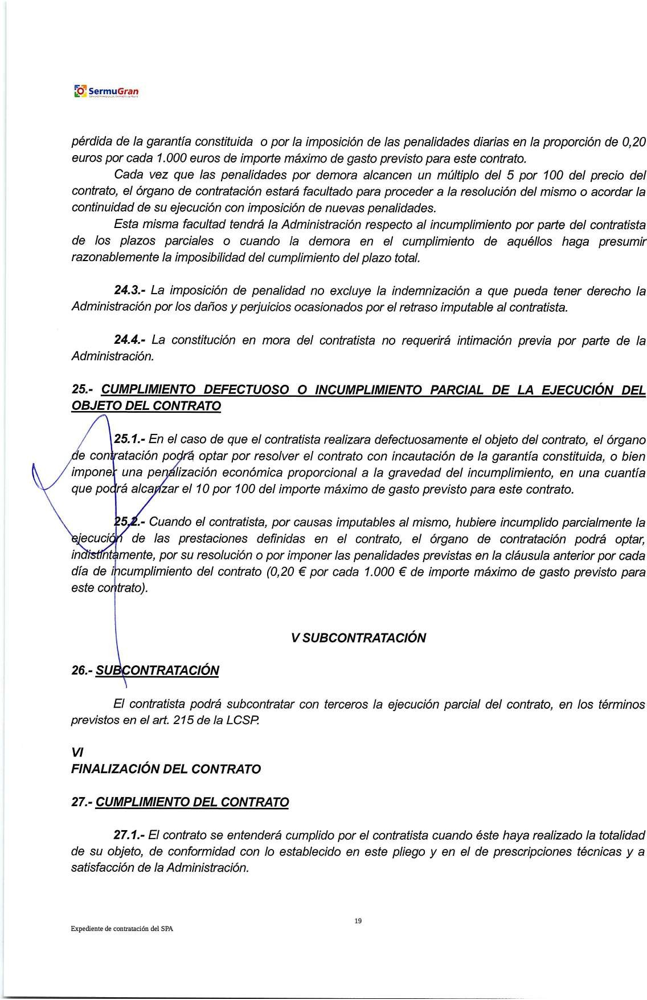 SermuGran
pérdida de la garantía constituida o por la imposición de las penalidades diarias en la proporción de 0,20
euros por cada 1.000 euros de importe máximo de gasto previsto para este contrato.
Cada vez que las penalidades por demora alcancen un múltiplo del 5 por 100 del precio del
contrato, el órgano de contratación estará facultado para proceder a la resolución del mismo o acordar la
continuidad de su ejecución con imposición de nuevas penalidades.
Esta misma facultad tendrá la Administración respecto al incumplimiento por parte del contratista
de los plazos parciales o cuando la demora en el cumplimiento de aquéllos haga presumir
razonablemente la imposibilidad del cumplimiento del plazo total.
24.3.- La imposición de penalidad no excluye la indemnización a que pueda tener derecho la
Administración por los daños y perjuicios ocasionados por el retraso imputable al contratista.
24.4.- La constitución en mora del contratista no requerirá intimación previa por parte de la
Administración.
25.- CUMPLIMIENTO DEFECTUOSO O INCUMPLIMIENTO PARCIAL DE LA EJECUCIÓN DEL
OBJETO DEL CONTRATO
25.1.- En el caso de que el contratista realizara defectuosamente el objeto del contrato, el órgano
de contratación podrá optar por resolver el contrato con incautación de la garantía constituida, o bien
imponer una penalización económica proporcional a la gravedad del incumplimiento, en una cuantía
que podrá alcanzar el 10 por 100 del importe máximo de gasto previsto para este contrato.
25.2.- Cuando el contratista, por causas imputables al mismo, hubiere incumplido parcialmente la
ejecución de las prestaciones definidas en el contrato, el órgano de contratación podrá optar,
indistintamente, por su resolución o por imponer las penalidades previstas en la cláusula anterior por cada
día de incumplimiento del contrato (0,20 € por cada 1.000 € de importe máximo de gasto previsto para
este contrato).
V SUBCONTRATACIÓN
26.- SUBCONTRATACIÓN
El contratista podrá subcontratar con terceros la ejecución parcial del contrato, en los términos
previstos en el art. 215 de la LCSP.
VI
FINALIZACIÓN DEL CONTRATO
27.- CUMPLIMIENTO DEL CONTRATO
27.1.- El contrato se entenderá cumplido por el contratista cuando éste haya realizado la totalidad
de su objeto, de conformidad con lo establecido en este pliego y en el de prescripciones técnicas y a
satisfacción de la Administración.
19
Expediente de contratación del SPA